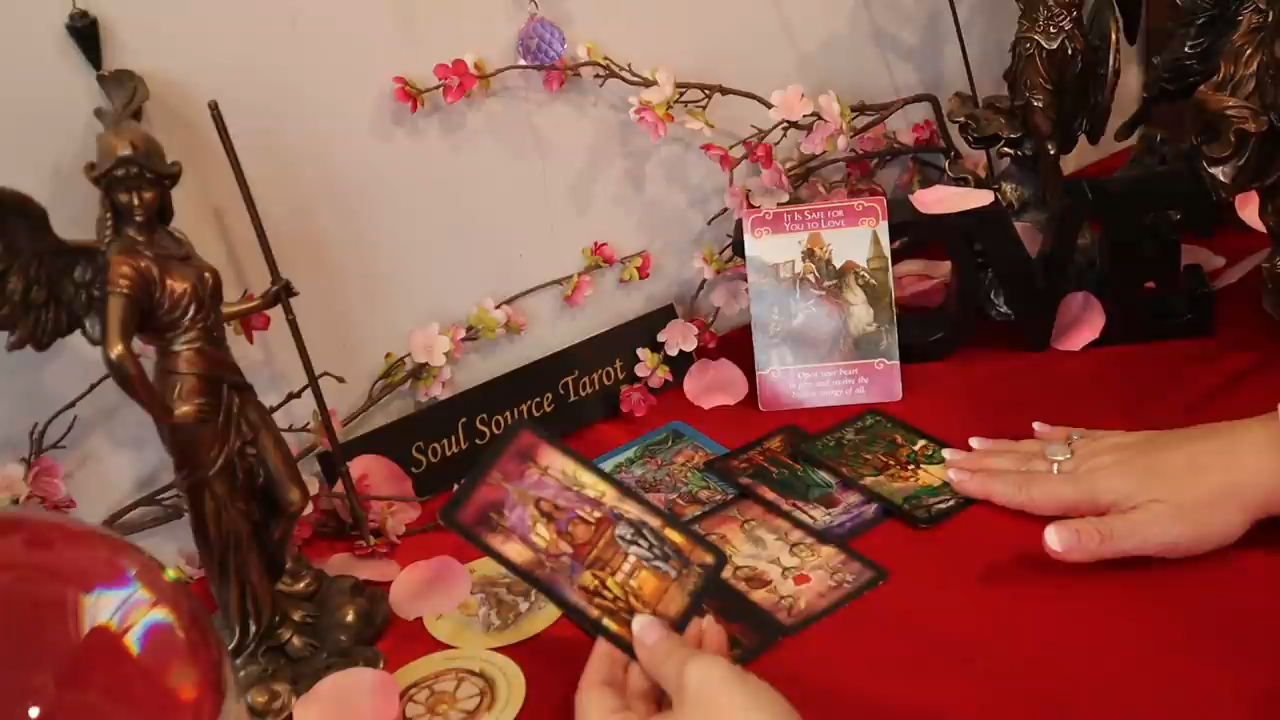 It Is Safe for
You to Love
Open your heart
to give and receive the
highest energy of all.
Soul Source Tarot